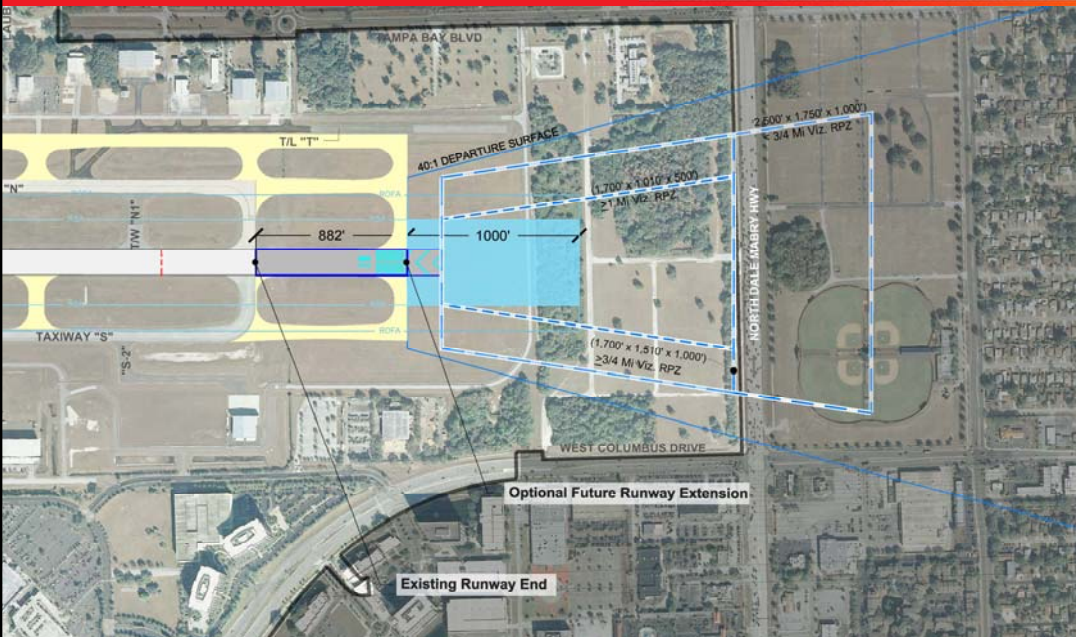 TAMPA BAY BLVD
T/L "T"
40:1 DEPARTURE SURFACE
(2,500' x 1,750' x 1,000')
< 3/4 Mi Viz. RPZ
"N"
T/W "N1"
ROFA
(1,700' x 1,010' x 500')
≥1 Mi Viz. RPZ
882'
1000'
NORTH DALE MABRY HWY
ROFA
TAXIWAY "S"
"S-2"
(1,700' x 1,510' x 1,000')
≥3/4 Mi Viz. RPZ
WEST COLUMBUS DRIVE
Optional Future Runway Extension
Existing Runway End